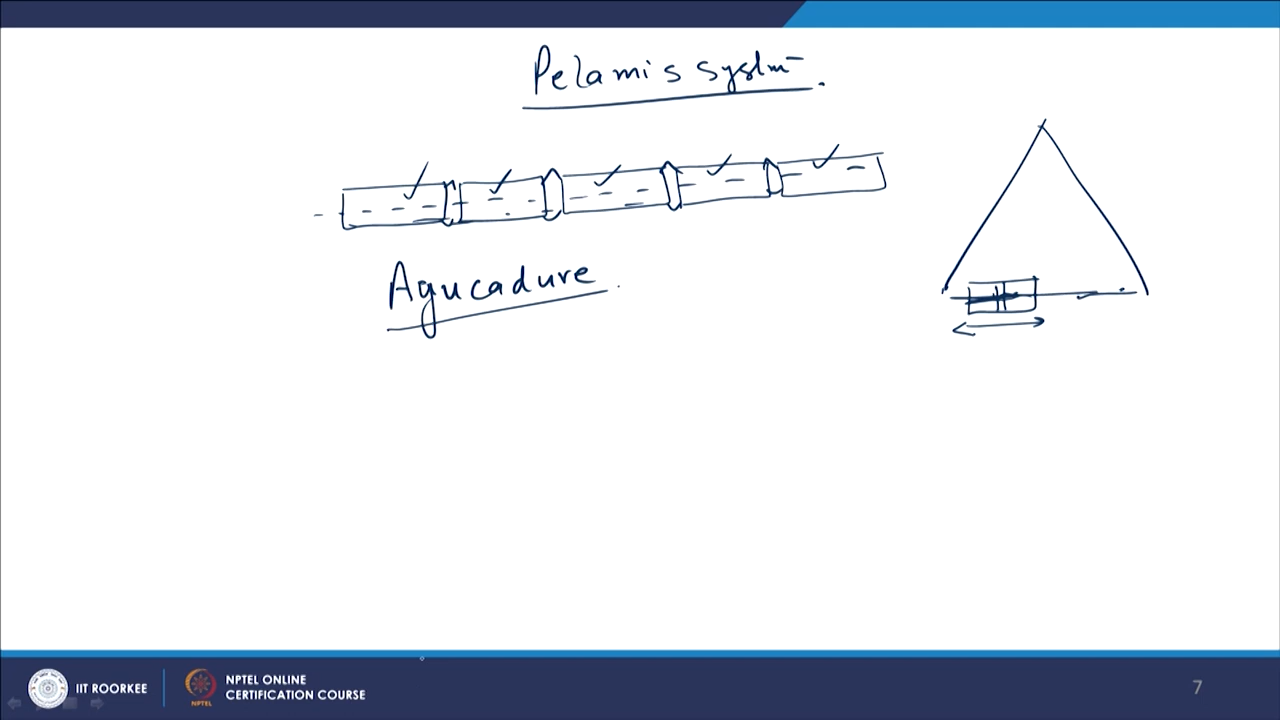 Pelamis system.
Agucadure
IIT ROORKEE
NPTEL ONLINE
CERTIFICATION COURSE
7